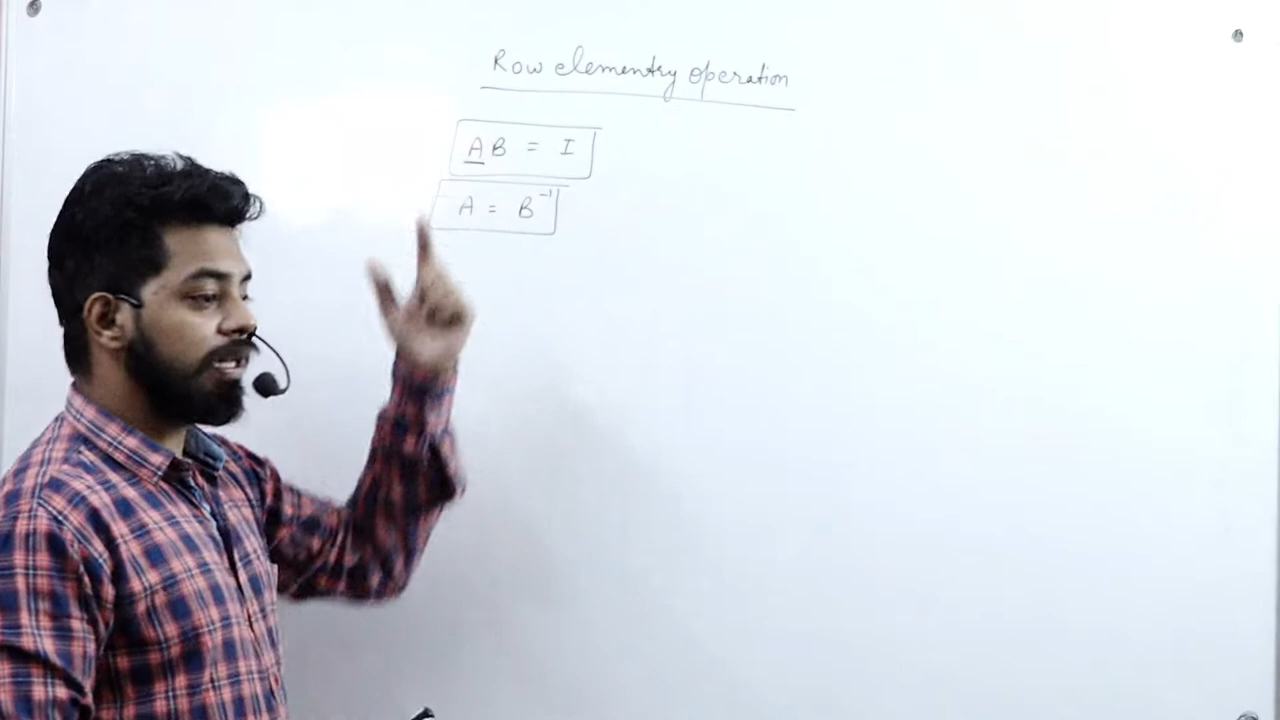 Row elementry operation
AB = I
A = B⁻¹